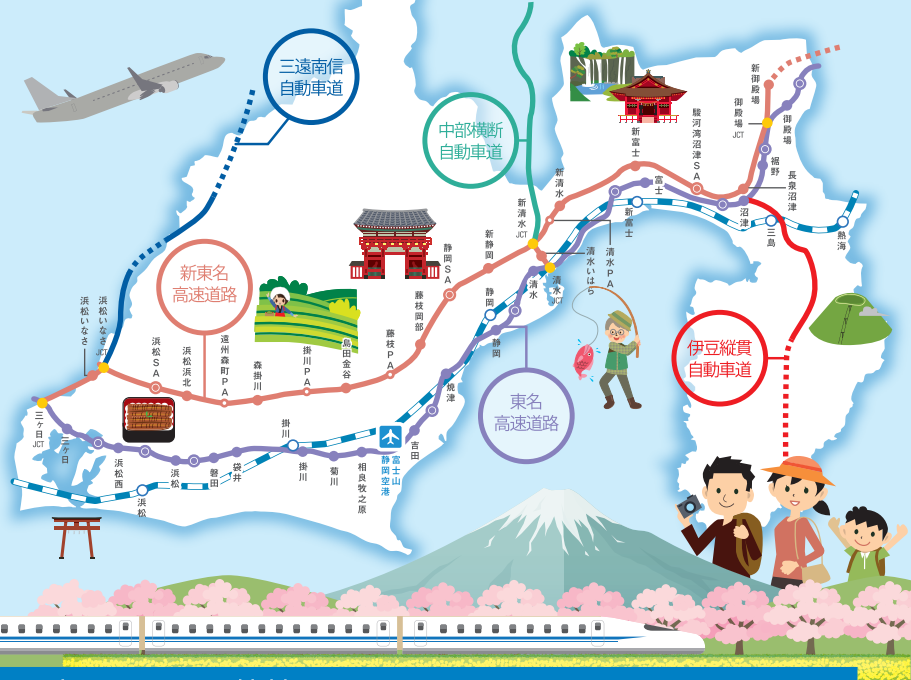 三遠南信
自動車道
中部横断
自動車道
新東名
高速道路
東名
高速道路
伊豆縦貫
自動車道
新御殿場
御殿場JCT
御殿場
裾野
長泉沼津
駿河湾沼津SA
新富士
富士
新富士
沼津
三島
熱海
新清水
新清水JCT
清水PA
清水いはら
清水JCT
清水
新静岡
静岡SA
静岡
静岡
藤枝岡部
藤枝PA
焼津
島田金谷
掛川PA
森掛川
遠州森町PA
浜松浜北
浜松SA
浜松いなさJCT
浜松いなさ
三ヶ日JCT
三ヶ日
浜松西
浜松
浜松
磐田
袋井
掛川
掛川
菊川
相良牧之原
吉田
富士山
静岡空港